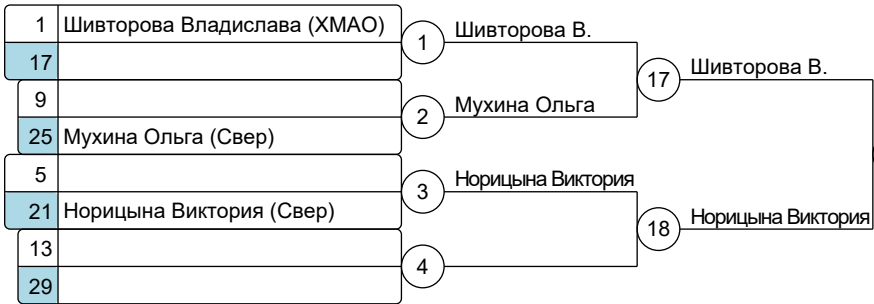 1 Шивторова Владислава (ХМАО)
17
9
25 Мухина Ольга (Свер)
5
21 Норицына Виктория (Свер)
13
29
1 Шивторова В.
2 Мухина Ольга
3 Норицына Виктория
4
17 Шивторова В.
18 Норицына Виктория